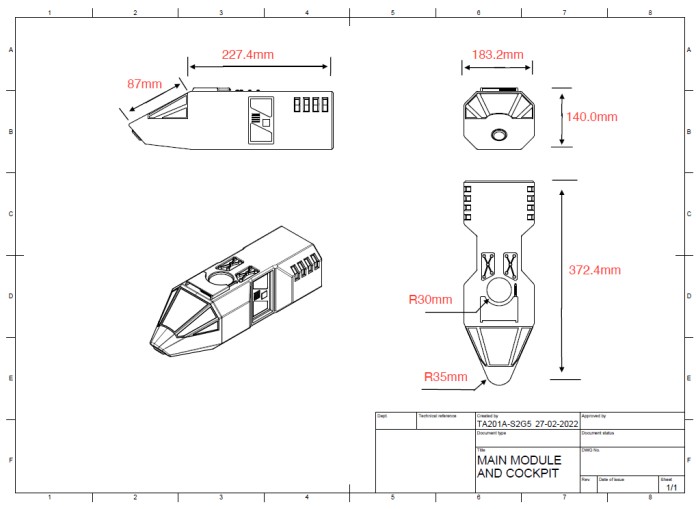 1 2 3 4 5 6 7 8
A A
227.4mm 183.2mm
87mm
B B
140.0mm
C C
372.4mm
D D
R30mm
R35mm
E E
Dept. Technical reference Created by Approved by
TA201A-S2G5 27-02-2022
Document type Document status
Title DWG No.
MAIN MODULE
AND COCKPIT
F F
Rev. Date of issue Sheet
1/1
1 2 3 4 5 6 7 8